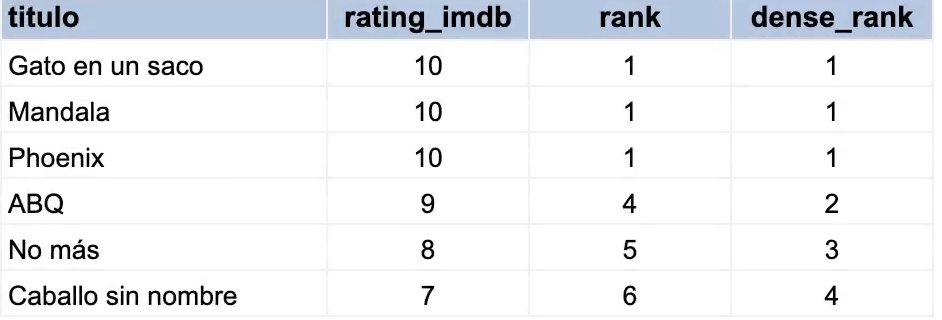 titulo rating_imdb rank dense_rank
Gato en un saco 10 1 1
Mandala 10 1 1
Phoenix 10 1 1
ABQ 9 4 2
No más 8 5 3
Caballo sin nombre 7 6 4